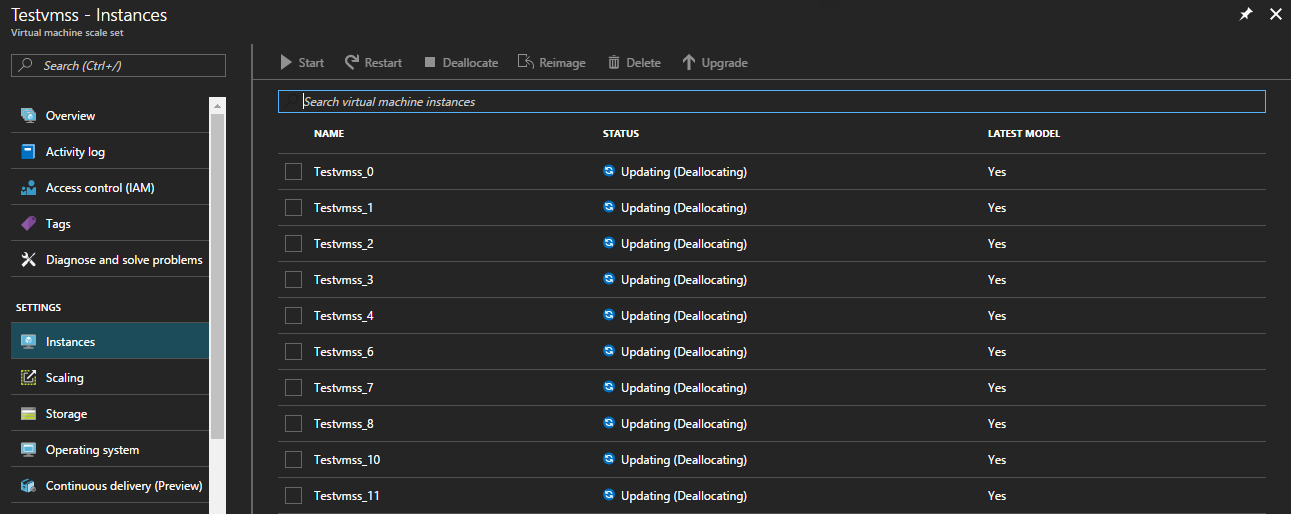 Testvmss - Instances
Virtual machine scale set
Search (Ctrl+/)
Overview
Activity log
Access control (IAM)
Tags
Diagnose and solve problems
SETTINGS
Instances
Scaling
Storage
Operating system
Continuous delivery (Preview)
Start Restart Deallocate Reimage Delete Upgrade
Search virtual machine instances
NAME STATUS LATEST MODEL
Testvmss_0 Updating (Deallocating) Yes
Testvmss_1 Updating (Deallocating) Yes
Testvmss_2 Updating (Deallocating) Yes
Testvmss_3 Updating (Deallocating) Yes
Testvmss_4 Updating (Deallocating) Yes
Testvmss_6 Updating (Deallocating) Yes
Testvmss_7 Updating (Deallocating) Yes
Testvmss_8 Updating (Deallocating) Yes
Testvmss_10 Updating (Deallocating) Yes
Testvmss_11 Updating (Deallocating) Yes